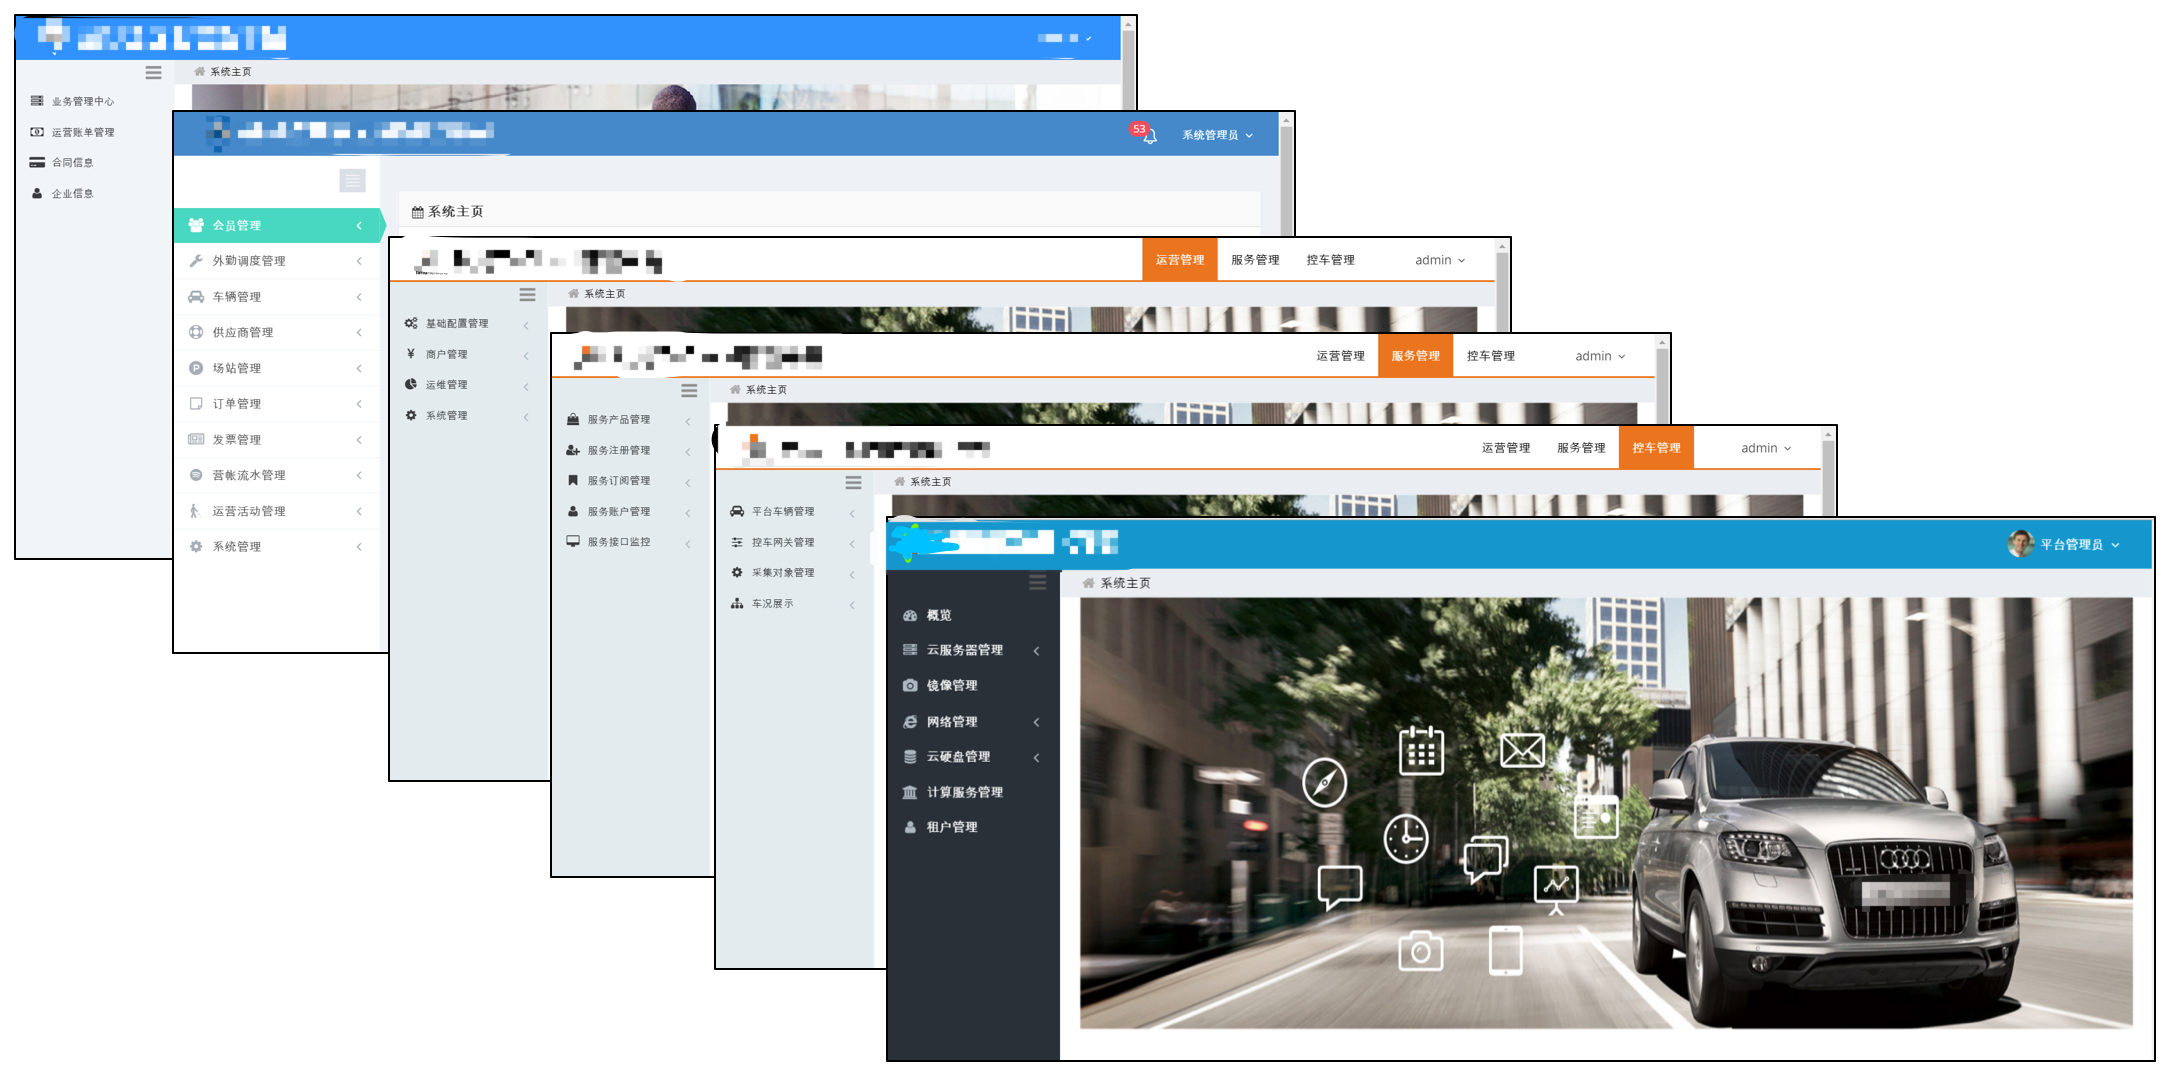 系统主页
业务管理中心
运营账单管理
合同信息
企业信息
53
系统管理员
系统主页
会员管理
外勤调度管理
车辆管理
供应商管理
场站管理
订单管理
发票管理
营帐流水管理
运营活动管理
系统管理
运营管理 服务管理 控车管理 admin
系统主页
基础配置管理
商户管理
运维管理
系统管理
运营管理 服务管理 控车管理 admin
系统主页
服务产品管理
服务注册管理
服务订阅管理
服务账户管理
服务接口监控
运营管理 服务管理 控车管理 admin
系统主页
平台车辆管理
控车网关管理
采集对象管理
车况展示
平台管理员
系统主页
概览
云服务器管理
镜像管理
网络管理
云硬盘管理
计算服务管理
租户管理